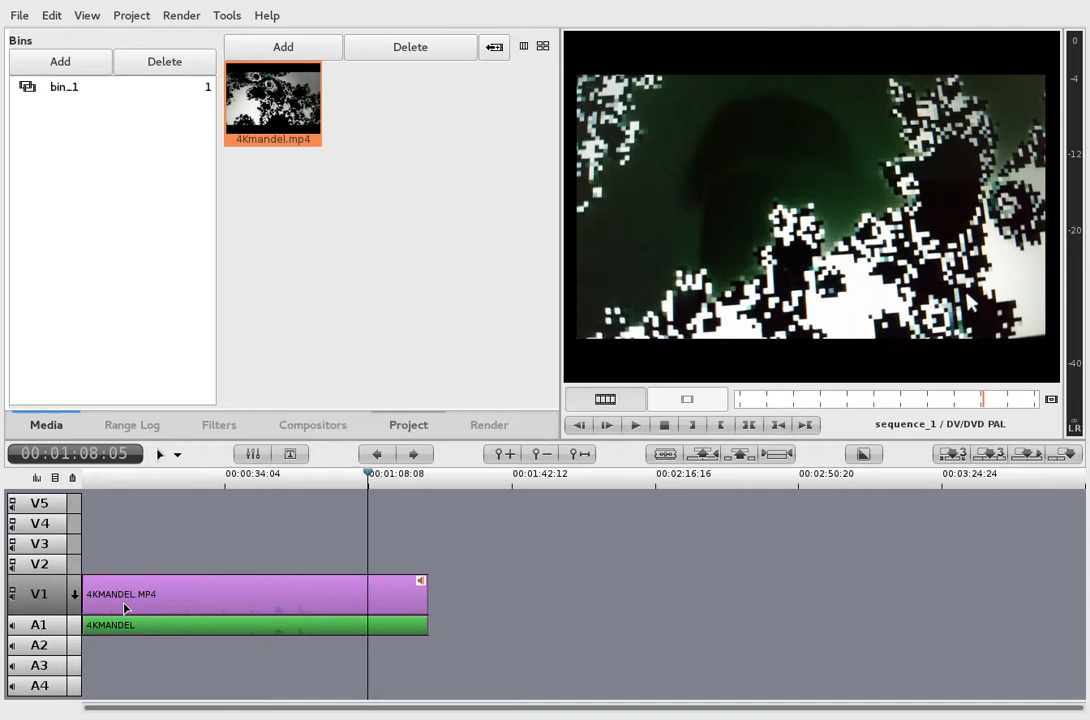 File Edit View Project Render Tools Help
Bins
Add Delete
bin_1 1
Add Delete
4Kmandel.mp4
0
-4
-12
-20
-40
∞
LR
Media Range Log Filters Compositors Project Render
sequence_1 / DV/DVD PAL
00:01:08:05
3 3
00:00:34:04 00:01:08:08 00:01:42:12 00:02:16:16 00:02:50:20 00:03:24:24
V5
V4
V3
V2
V1 4KMANDEL.MP4
A1 4KMANDEL
A2
A3
A4